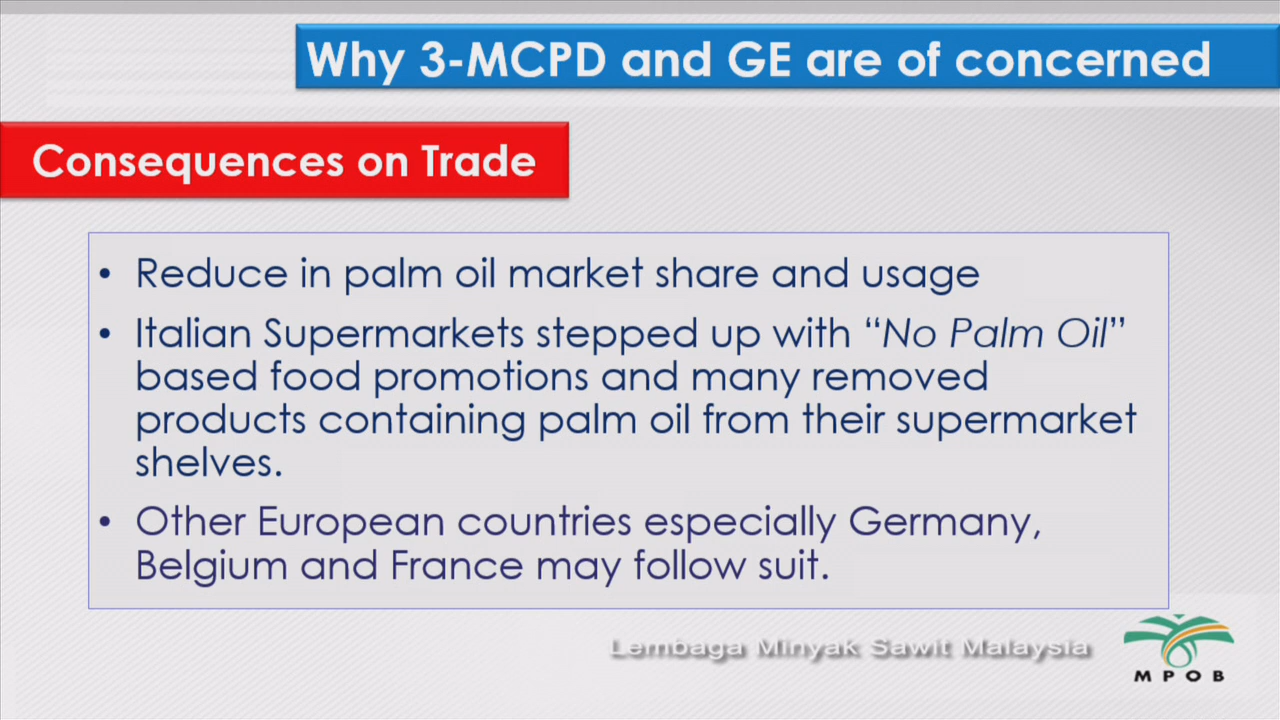 Why 3-MCPD and GE are of concerned
Consequences on Trade
• Reduce in palm oil market share and usage
• Italian Supermarkets stepped up with “No Palm Oil”
based food promotions and many removed
products containing palm oil from their supermarket
shelves.
• Other European countries especially Germany,
Belgium and France may follow suit.
Lembaga Minyak Sawit Malaysia
MPOB